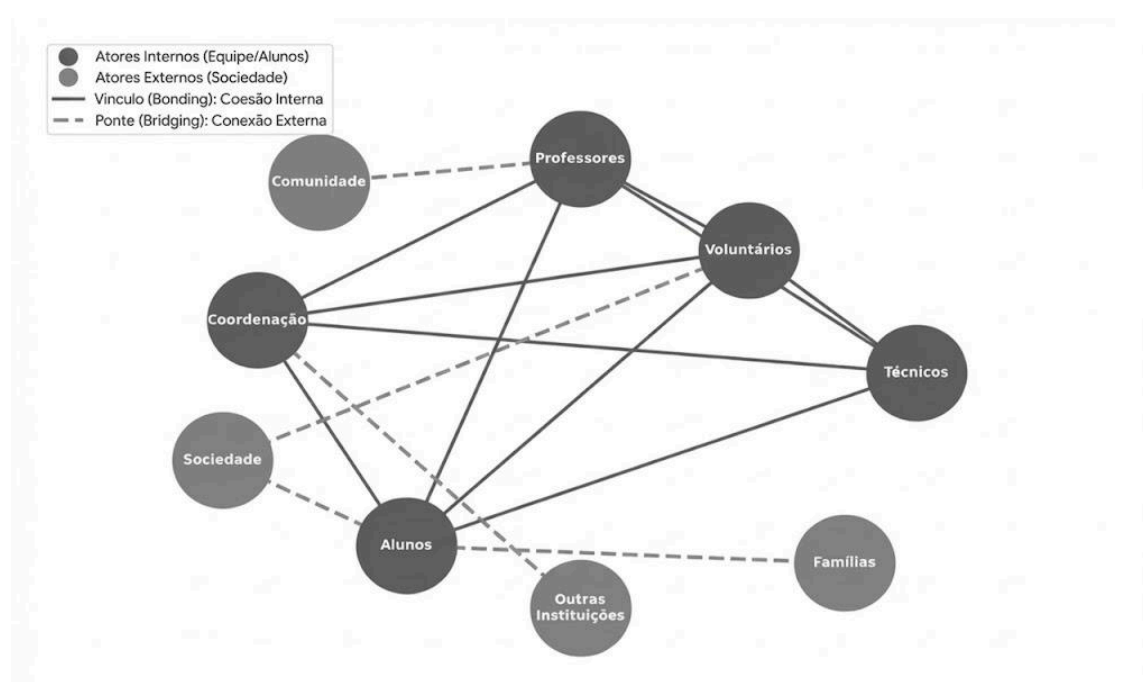 Atores Internos (Equipe/Alunos)
Atores Externos (Sociedade)
Vinculo (Bonding): Coesão Interna
Ponte (Bridging): Conexão Externa
Professores
Comunidade
Voluntários
Coordenação
Técnicos
Sociedade
Alunos
Famílias
Outras
Instituições